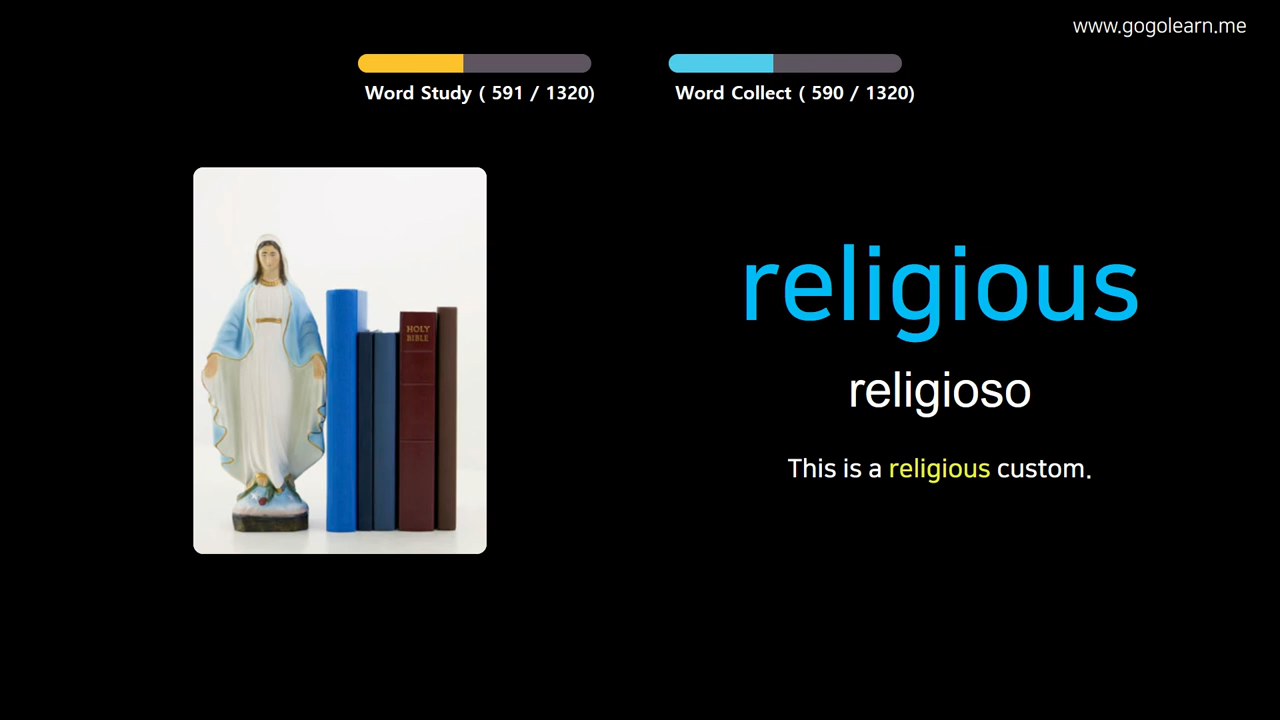 www.gogolearn.me
Word Study ( 591 / 1320)
Word Collect ( 590 / 1320)
HOLY
BIBLE
religious
religioso
This is a religious custom.